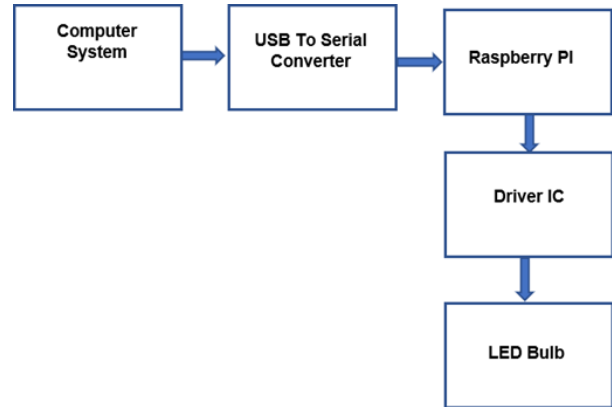 Computer
System
USB To Serial
Converter
Raspberry PI
Driver IC
LED Bulb